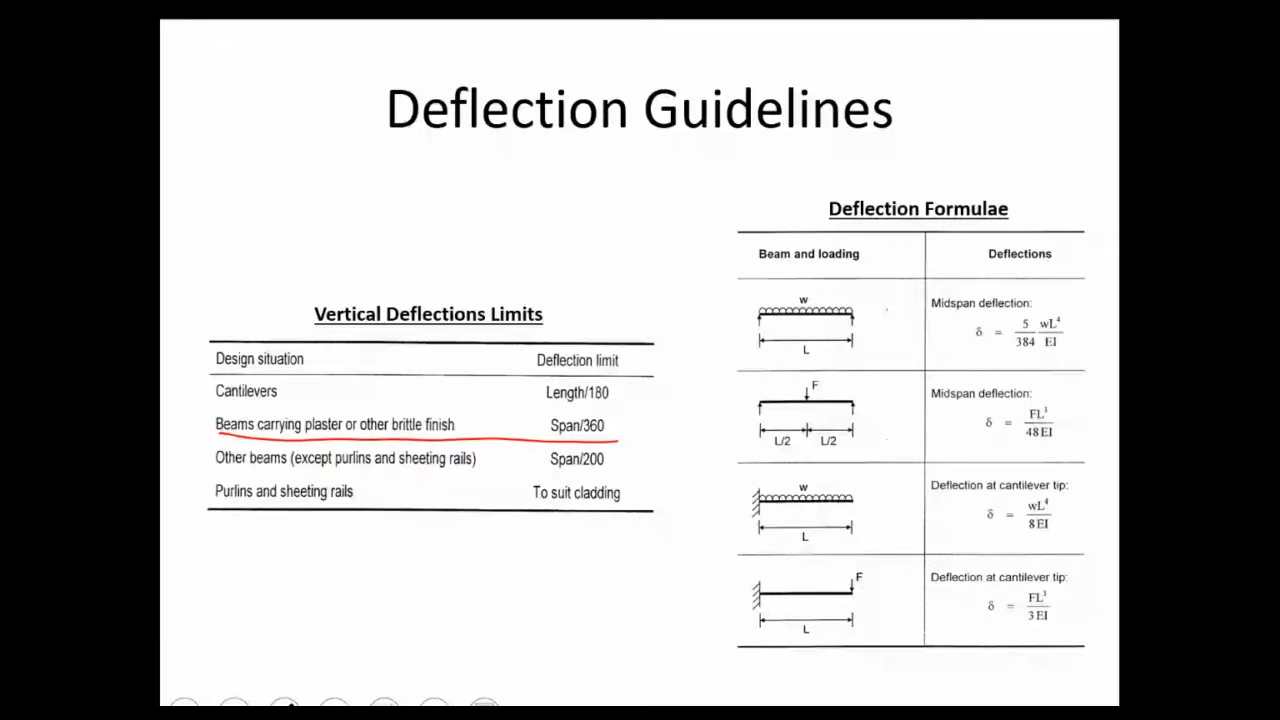 Deflection Guidelines
Vertical Deflections Limits
Design situation Deflection limit
Cantilevers Length/180
Beams carrying plaster or other brittle finish Span/360
Other beams (except purlins and sheeting rails) Span/200
Purlins and sheeting rails To suit cladding
Deflection Formulae
Beam and loading Deflections
w
L
Midspan deflection:
δ = 5/384 wL⁴/EI
F
L/2 L/2
Midspan deflection:
δ = FL³/48EI
w
L
Deflection at cantilever tip:
δ = wL⁴/8EI
F
L
Deflection at cantilever tip:
δ = FL³/3EI